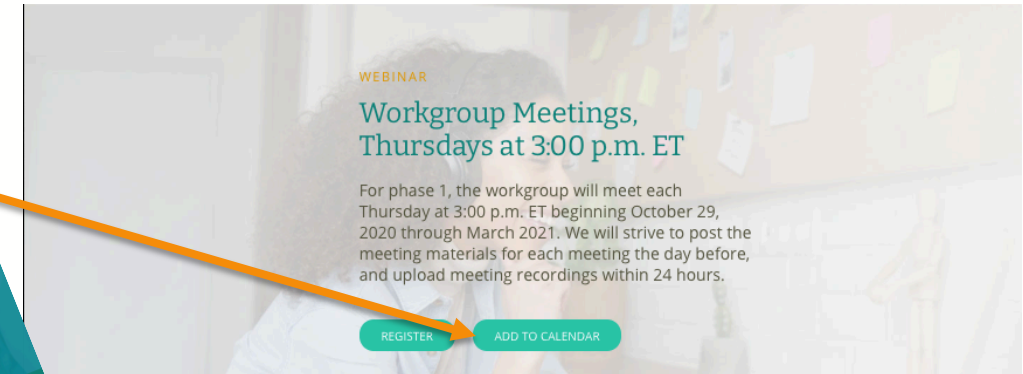 WEBINAR
Workgroup Meetings,
Thursdays at 3:00 p.m. ET
For phase 1, the workgroup will meet each
Thursday at 3:00 p.m. ET beginning October 29,
2020 through March 2021. We will strive to post the
meeting materials for each meeting the day before,
and upload meeting recordings within 24 hours.
REGISTER ADD TO CALENDAR